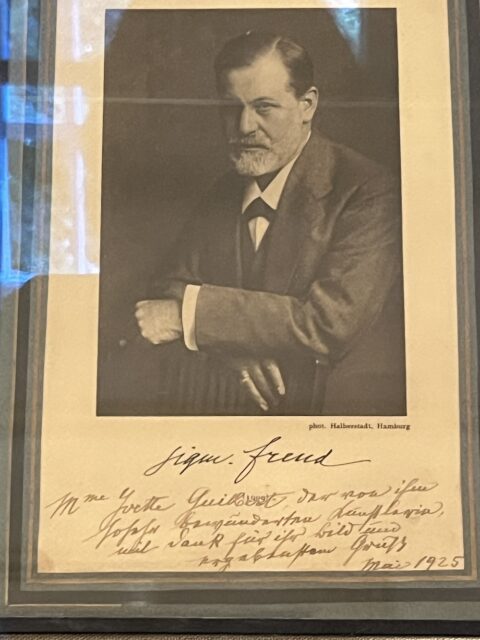 phot. Halberstadt, Hamburg
Sigm. Freud
Mme Yvette Guilbert der von ihm
bewunderten Künstlerin,
mit Dank für ihr Bild und
ergebenstem Gruß
Mai 1925